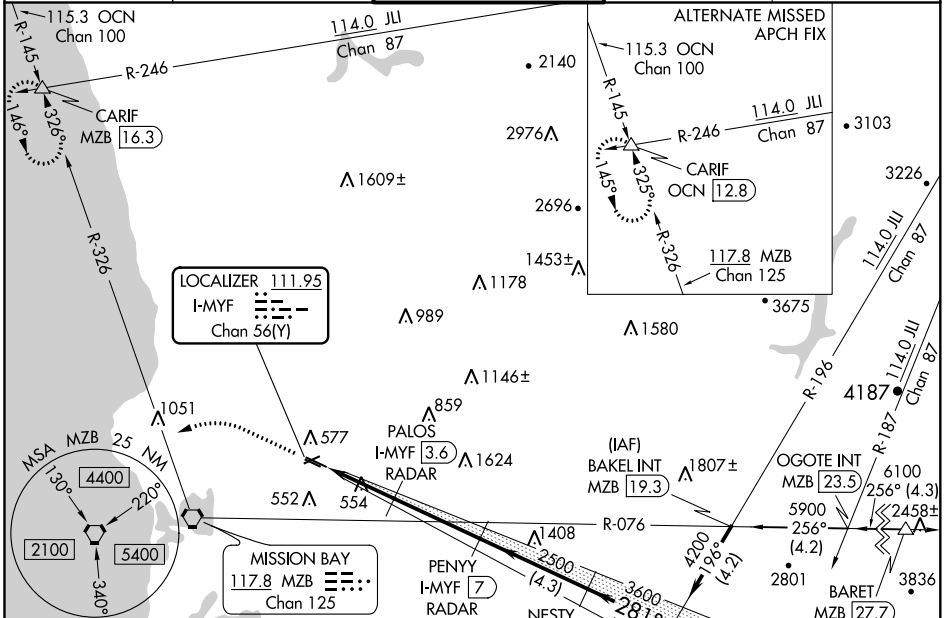 115.3 OCN
Chan 100
R-145
114.0 JLI
Chan 87
R-246
CARIF
MZB 16.3
146°
326°
R-326
2140
2976
1609±
2696
1453±
1178
989
1146±
859
1580
ALTERNATE MISSED
APCH FIX
115.3 OCN
Chan 100
R-145
114.0 JLI
Chan 87
R-246
CARIF
OCN 12.8
145°
325°
R-326
117.8 MZB
Chan 125
3103
3226
3675
114.0 JLI
Chan 87
R-196
4187
114.0 JLI
Chan 87
R-187
LOCALIZER 111.95
I-MYF
Chan 56(Y)
1051
577
552
554
PALOS
I-MYF 3.6
RADAR
1624
(IAF)
BAKEL INT
MZB 19.3
1807±
OGOTE INT
MZB 23.5
6100
256° (4.3)
2458±
5900
256°
(4.2)
R-076
1408
4200
196°
(4.2)
2801
3836
BARET
MZB 27.7
MSA MZB 25 NM
130°
220°
340°
4400
2100
5400
MISSION BAY
117.8 MZB
Chan 125
PENYY
I-MYF 7
RADAR
2500
(4.3)
3600
281°
NESTY